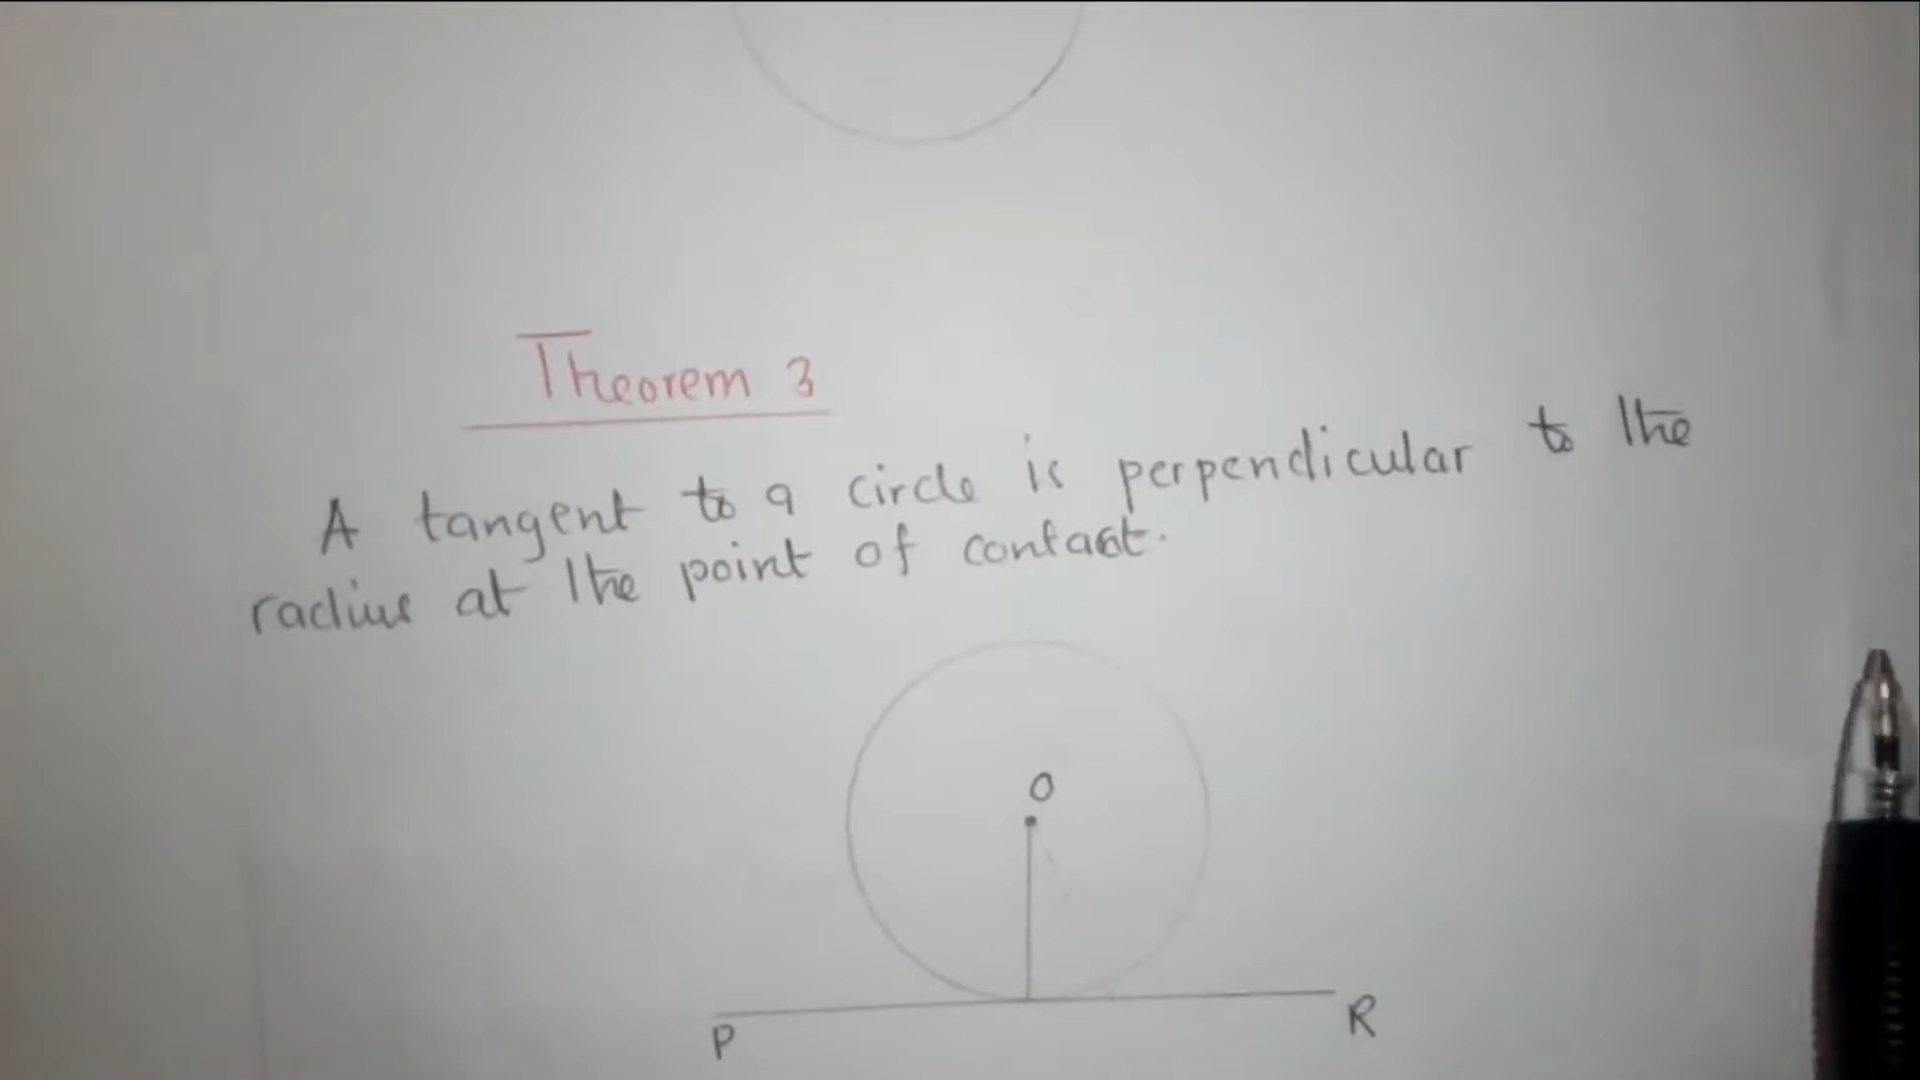 Theorem 3
A tangent to a circle is perpendicular to the
radius at the point of contact.
O
P
R